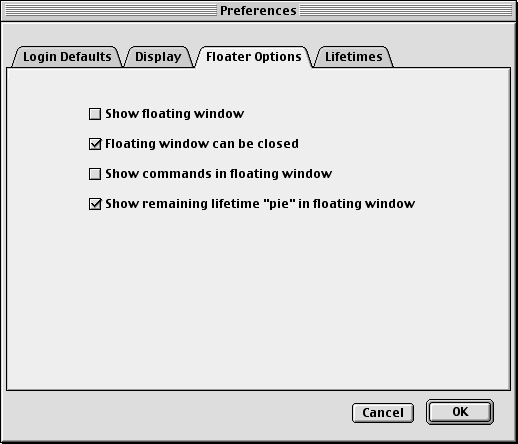 Preferences
Login Defaults Display Floater Options Lifetimes
Show floating window
Floating window can be closed
Show commands in floating window
Show remaining lifetime "pie" in floating window
Cancel OK